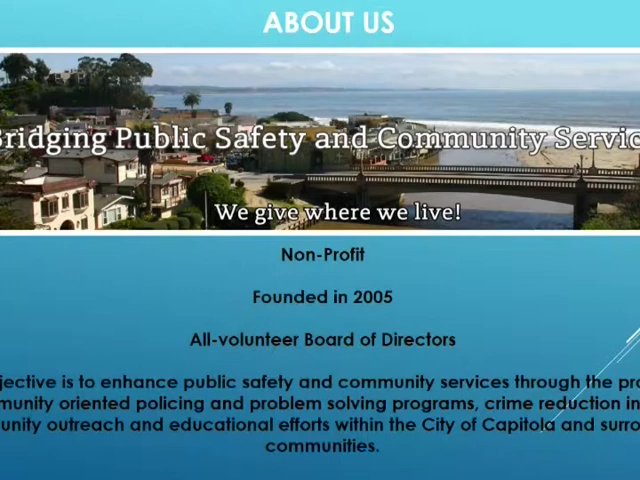 ABOUT US
Bridging Public Safety and Community Servic
We give where we live!
Non-Profit
Founded in 2005
All-volunteer Board of Directors
jective is to enhance public safety and community services through the pro
munity oriented policing and problem solving programs, crime reduction in
unity outreach and educational efforts within the City of Capitola and surro
communities.